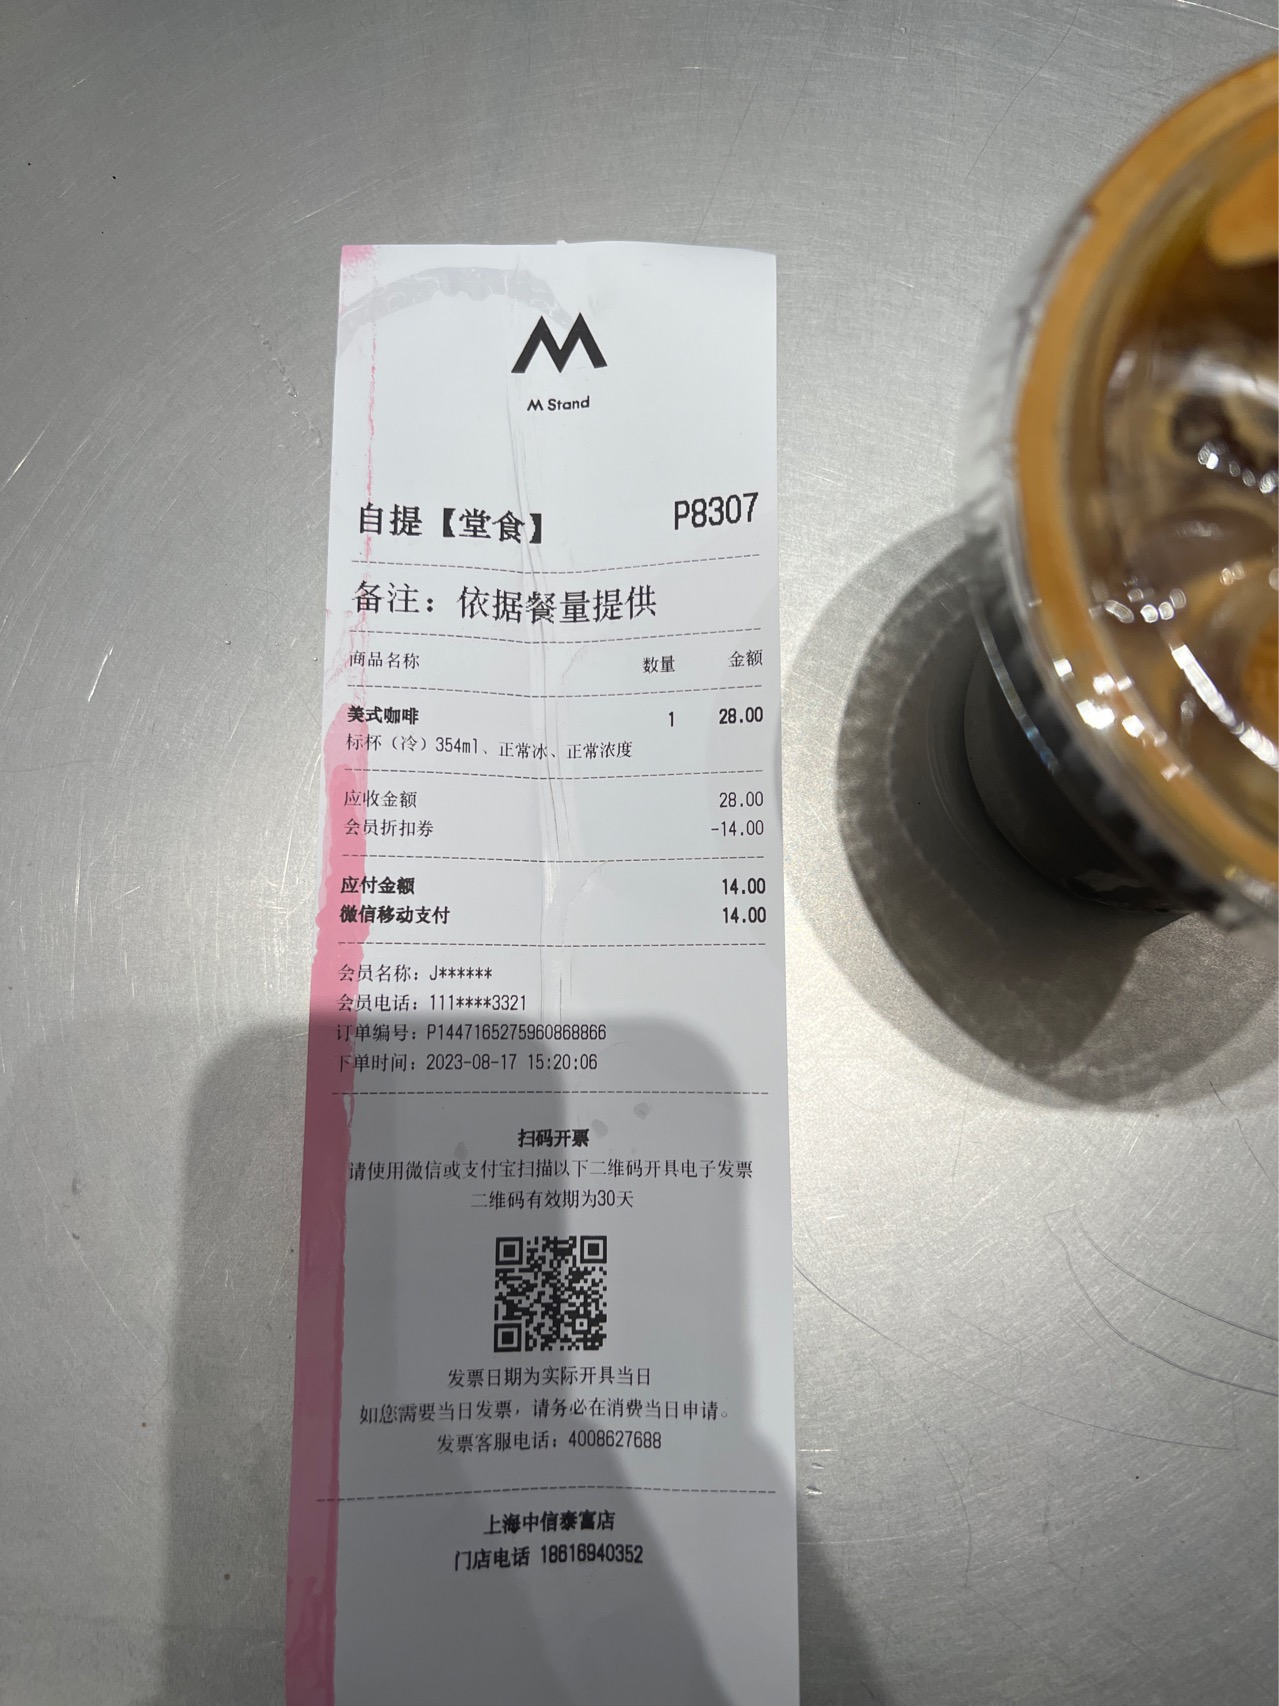 M Stand
自提【堂食】 P8307
备注：依据餐量提供
商品名称 数量 金额
美式咖啡 1 28.00
标杯（冷）354ml、正常冰、正常浓度
应收金额 28.00
会员折扣券 -14.00
应付金额 14.00
微信移动支付 14.00
会员名称：J******
会员电话：111****3321
订单编号：P1447165275960868866
下单时间：2023-08-17 15:20:06
扫码开票
请使用微信或支付宝扫描以下二维码开具电子发票
二维码有效期为30天
发票日期为实际开具当日
如您需要当日发票，请务必在消费当日申请。
发票客服电话：4008627688
上海中信泰富店
门店电话 18616940352